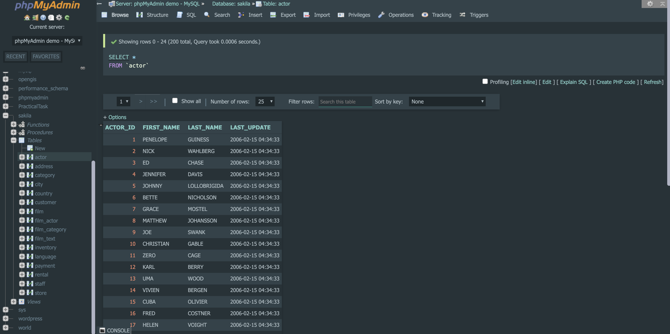 phpMyAdmin
Current server:
phpMyAdmin demo - MySQ
RECENT FAVORITES
opengis
performance_schema
phpmyadmin
PracticalTask
sakila
Functions
Procedures
Tables
New
actor
address
category
city
country
customer
film
film_actor
film_category
film_text
inventory
language
payment
rental
staff
store
Views
sys
wordpress
world
Server: phpMyAdmin demo - MySQL » Database: sakila » Table: actor
Browse Structure SQL Search Insert Export Import Privileges Operations Tracking Triggers
Showing rows 0 - 24 (200 total, Query took 0.0006 seconds.)
SELECT *
FROM `actor`
Profiling [Edit inline] [ Edit ] [ Explain SQL ] [ Create PHP code ] [ Refresh]
1 > >> Show all Number of rows: 25 Filter rows: Search this table Sort by key: None
+ Options
ACTOR_ID FIRST_NAME LAST_NAME LAST_UPDATE
1 PENELOPE GUINESS 2006-02-15 04:34:33
2 NICK WAHLBERG 2006-02-15 04:34:33
3 ED CHASE 2006-02-15 04:34:33
4 JENNIFER DAVIS 2006-02-15 04:34:33
5 JOHNNY LOLLOBRIGIDA 2006-02-15 04:34:33
6 BETTE NICHOLSON 2006-02-15 04:34:33
7 GRACE MOSTEL 2006-02-15 04:34:33
8 MATTHEW JOHANSSON 2006-02-15 04:34:33
9 JOE SWANK 2006-02-15 04:34:33
10 CHRISTIAN GABLE 2006-02-15 04:34:33
11 ZERO CAGE 2006-02-15 04:34:33
12 KARL BERRY 2006-02-15 04:34:33
13 UMA WOOD 2006-02-15 04:34:33
14 VIVIEN BERGEN 2006-02-15 04:34:33
15 CUBA OLIVIER 2006-02-15 04:34:33
16 FRED COSTNER 2006-02-15 04:34:33
17 HELEN VOIGHT 2006-02-15 04:34:33
CONSOLE